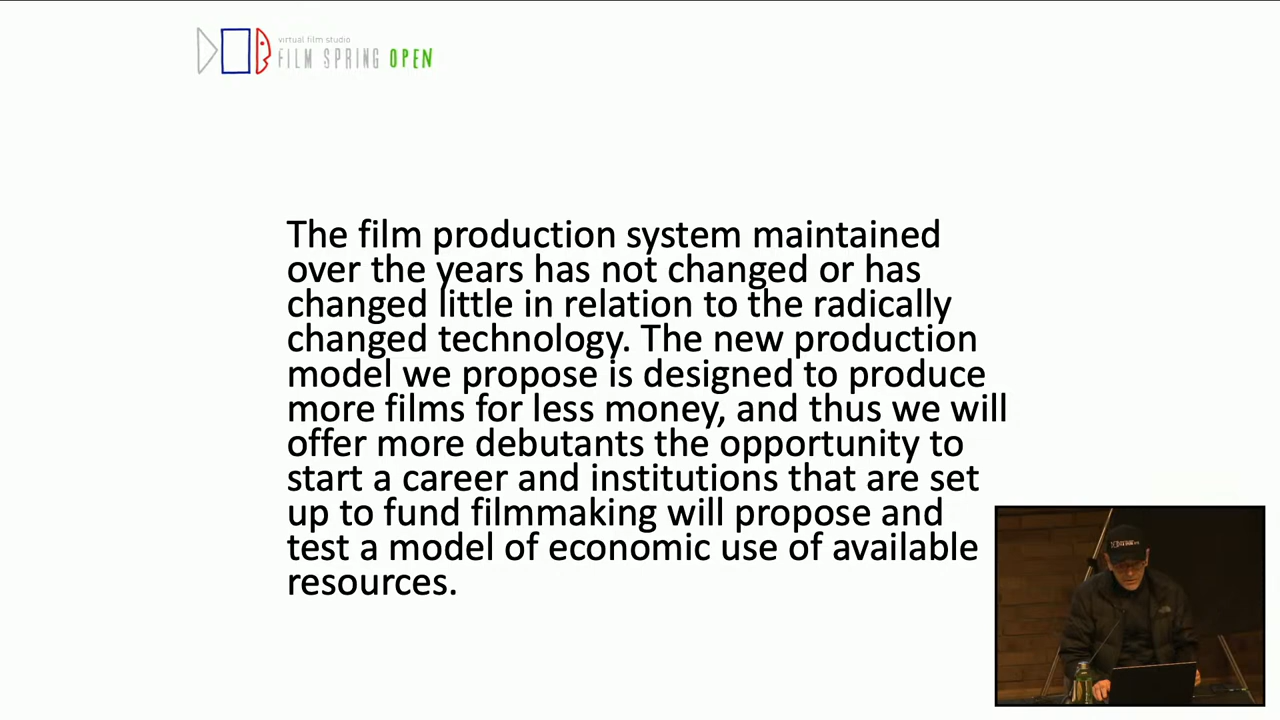 virtual film studio
FILM SPRING OPEN
The film production system maintained
over the years has not changed or has
changed little in relation to the radically
changed technology. The new production
model we propose is designed to produce
more films for less money, and thus we will
offer more debutants the opportunity to
start a career and institutions that are set
up to fund filmmaking will propose and
test a model of economic use of available
resources.